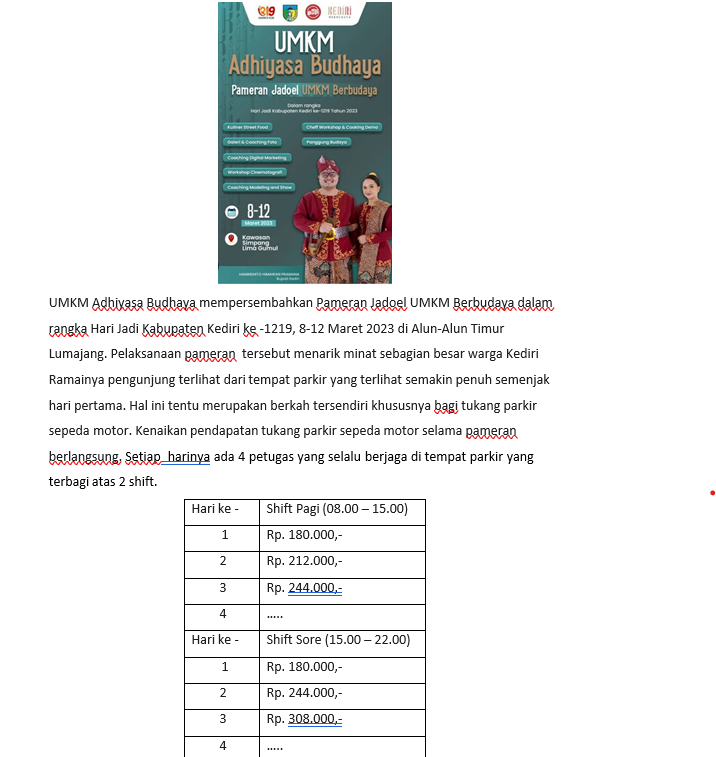 1219
KEDIRI
BERBUDAYA
UMKM
Adhiyasa Budhaya
Pameran Jadoel UMKM Berbudaya
Dalam rangka
Hari Jadi Kabupaten Kediri ke-1219 Tahun 2023
Kuliner Street Food
Cheff Workshop & Cooking Demo
Galeri & Coaching Foto
Panggung Budaya
Coaching Digital Marketing
Workshop Cinematografi
Coaching Modeling and Show
8-12
Maret 2023
Kawasan
Simpang
Lima Gumul
HANINDHITO HIMAWAN PRAMANA
Bupati Kediri
UMKM Adhiyasa Budhaya mempersembahkan Pameran Jadoel UMKM Berbudaya dalam
rangka Hari Jadi Kabupaten Kediri ke -1219, 8-12 Maret 2023 di Alun-Alun Timur
Lumajang. Pelaksanaan pameran tersebut menarik minat sebagian besar warga Kediri
Ramainya pengunjung terlihat dari tempat parkir yang terlihat semakin penuh semenjak
hari pertama. Hal ini tentu merupakan berkah tersendiri khususnya bagi tukang parkir
sepeda motor. Kenaikan pendapatan tukang parkir sepeda motor selama pameran
berlangsung, Setiap harinya ada 4 petugas yang selalu berjaga di tempat parkir yang
terbagi atas 2 shift.
Hari ke - Shift Pagi (08.00 – 15.00)
1 Rp. 180.000,-
2 Rp. 212.000,-
3 Rp. 244.000,-
4 .....
Hari ke - Shift Sore (15.00 – 22.00)
1 Rp. 180.000,-
2 Rp. 244.000,-
3 Rp. 308.000,-
4 .....